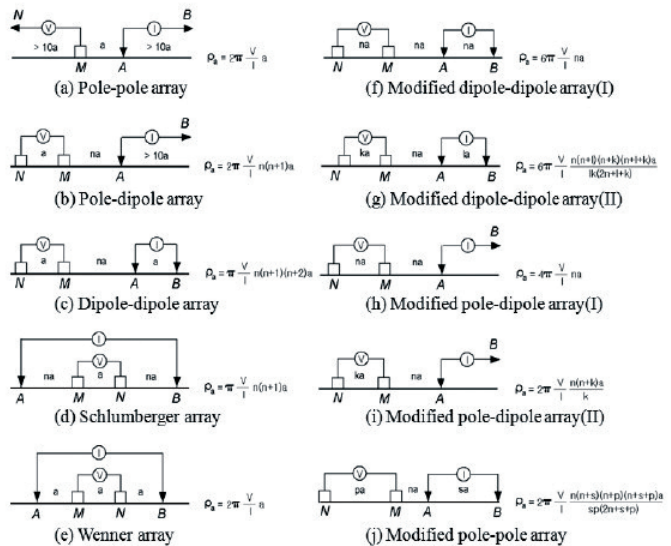 N V I B
> 10a a > 10a
M A
ρₐ = 2π V/I a
(a) Pole-pole array
V I B
a na > 10a
N M A
ρₐ = 2π V/I n(n+1)a
(b) Pole-dipole array
V I
a na a
N M A B
ρₐ = π V/I n(n+1)(n+2)a
(c) Dipole-dipole array
I
V
na a na
A M N B
ρₐ = π V/I n(n+1)a
(d) Schlumberger array
I
V
a a a
A M N B
ρₐ = 2π V/I a
(e) Wenner array
V I
na na na
N M A B
ρₐ = 6π V/I na
(f) Modified dipole-dipole array(I)
V I
ka na la
N M A B
ρₐ = 6π V/I n(n+l)(n+k)(n+l+k)a/lk(2n+l+k)
(g) Modified dipole-dipole array(II)
V I B
na na
N M A
ρₐ = 4π V/I na
(h) Modified pole-dipole array(I)
V I B
ka na
N M A
ρₐ = 2π V/I n(n+k)a/k
(i) Modified pole-dipole array(II)
V I
pa na sa
N M A B
ρₐ = 2π V/I n(n+s)(n+p)(n+s+p)a/sp(2n+s+p)
(j) Modified pole-pole array